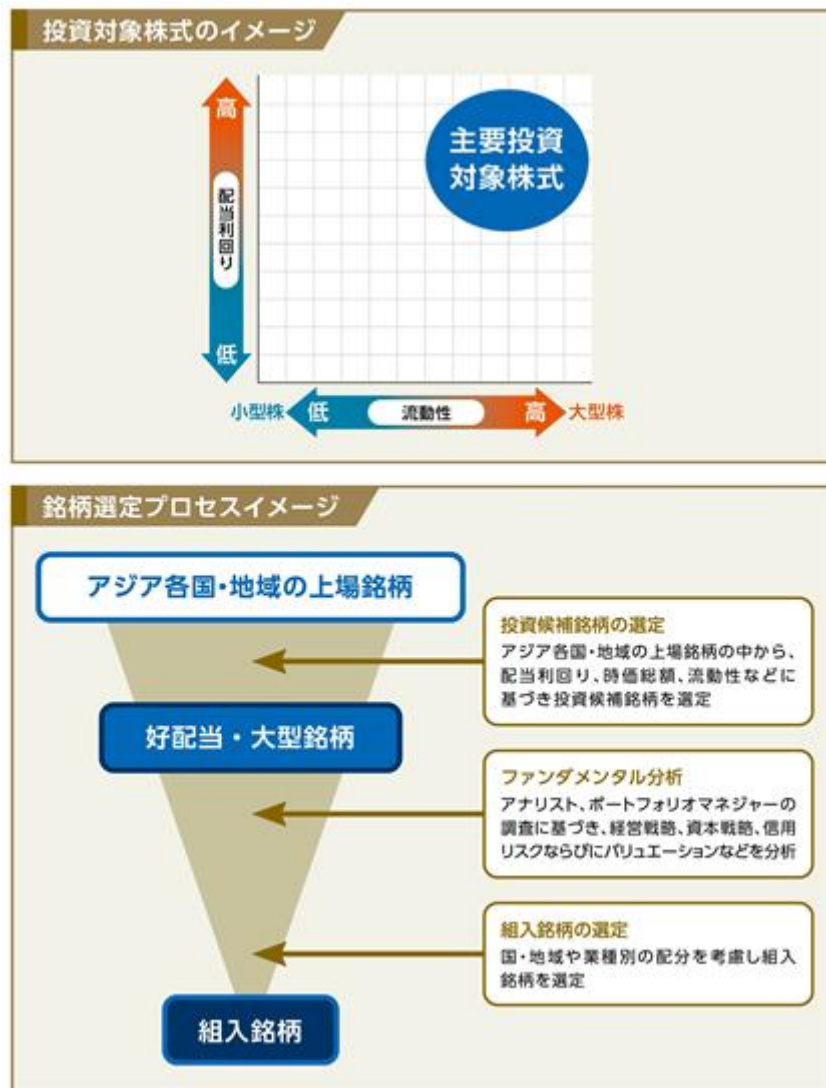 投資対象株式のイメージ
高
配当利回り
低
主要投資
対象株式
小型株
低
流動性
高
大型株
銘柄選定プロセスイメージ
アジア各国・地域の上場銘柄
投資候補銘柄の選定
アジア各国・地域の上場銘柄の中から、
配当利回り、時価総額、流動性などに
基づき投資候補銘柄を選定
好配当・大型銘柄
ファンダメンタル分析
アナリスト、ポートフォリオマネジャーの
調査に基づき、経営戦略、資本戦略、信用
リスクならびにバリュエーションなどを分析
組入銘柄の選定
国・地域や業種別の配分を考慮し組入
銘柄を選定
組入銘柄